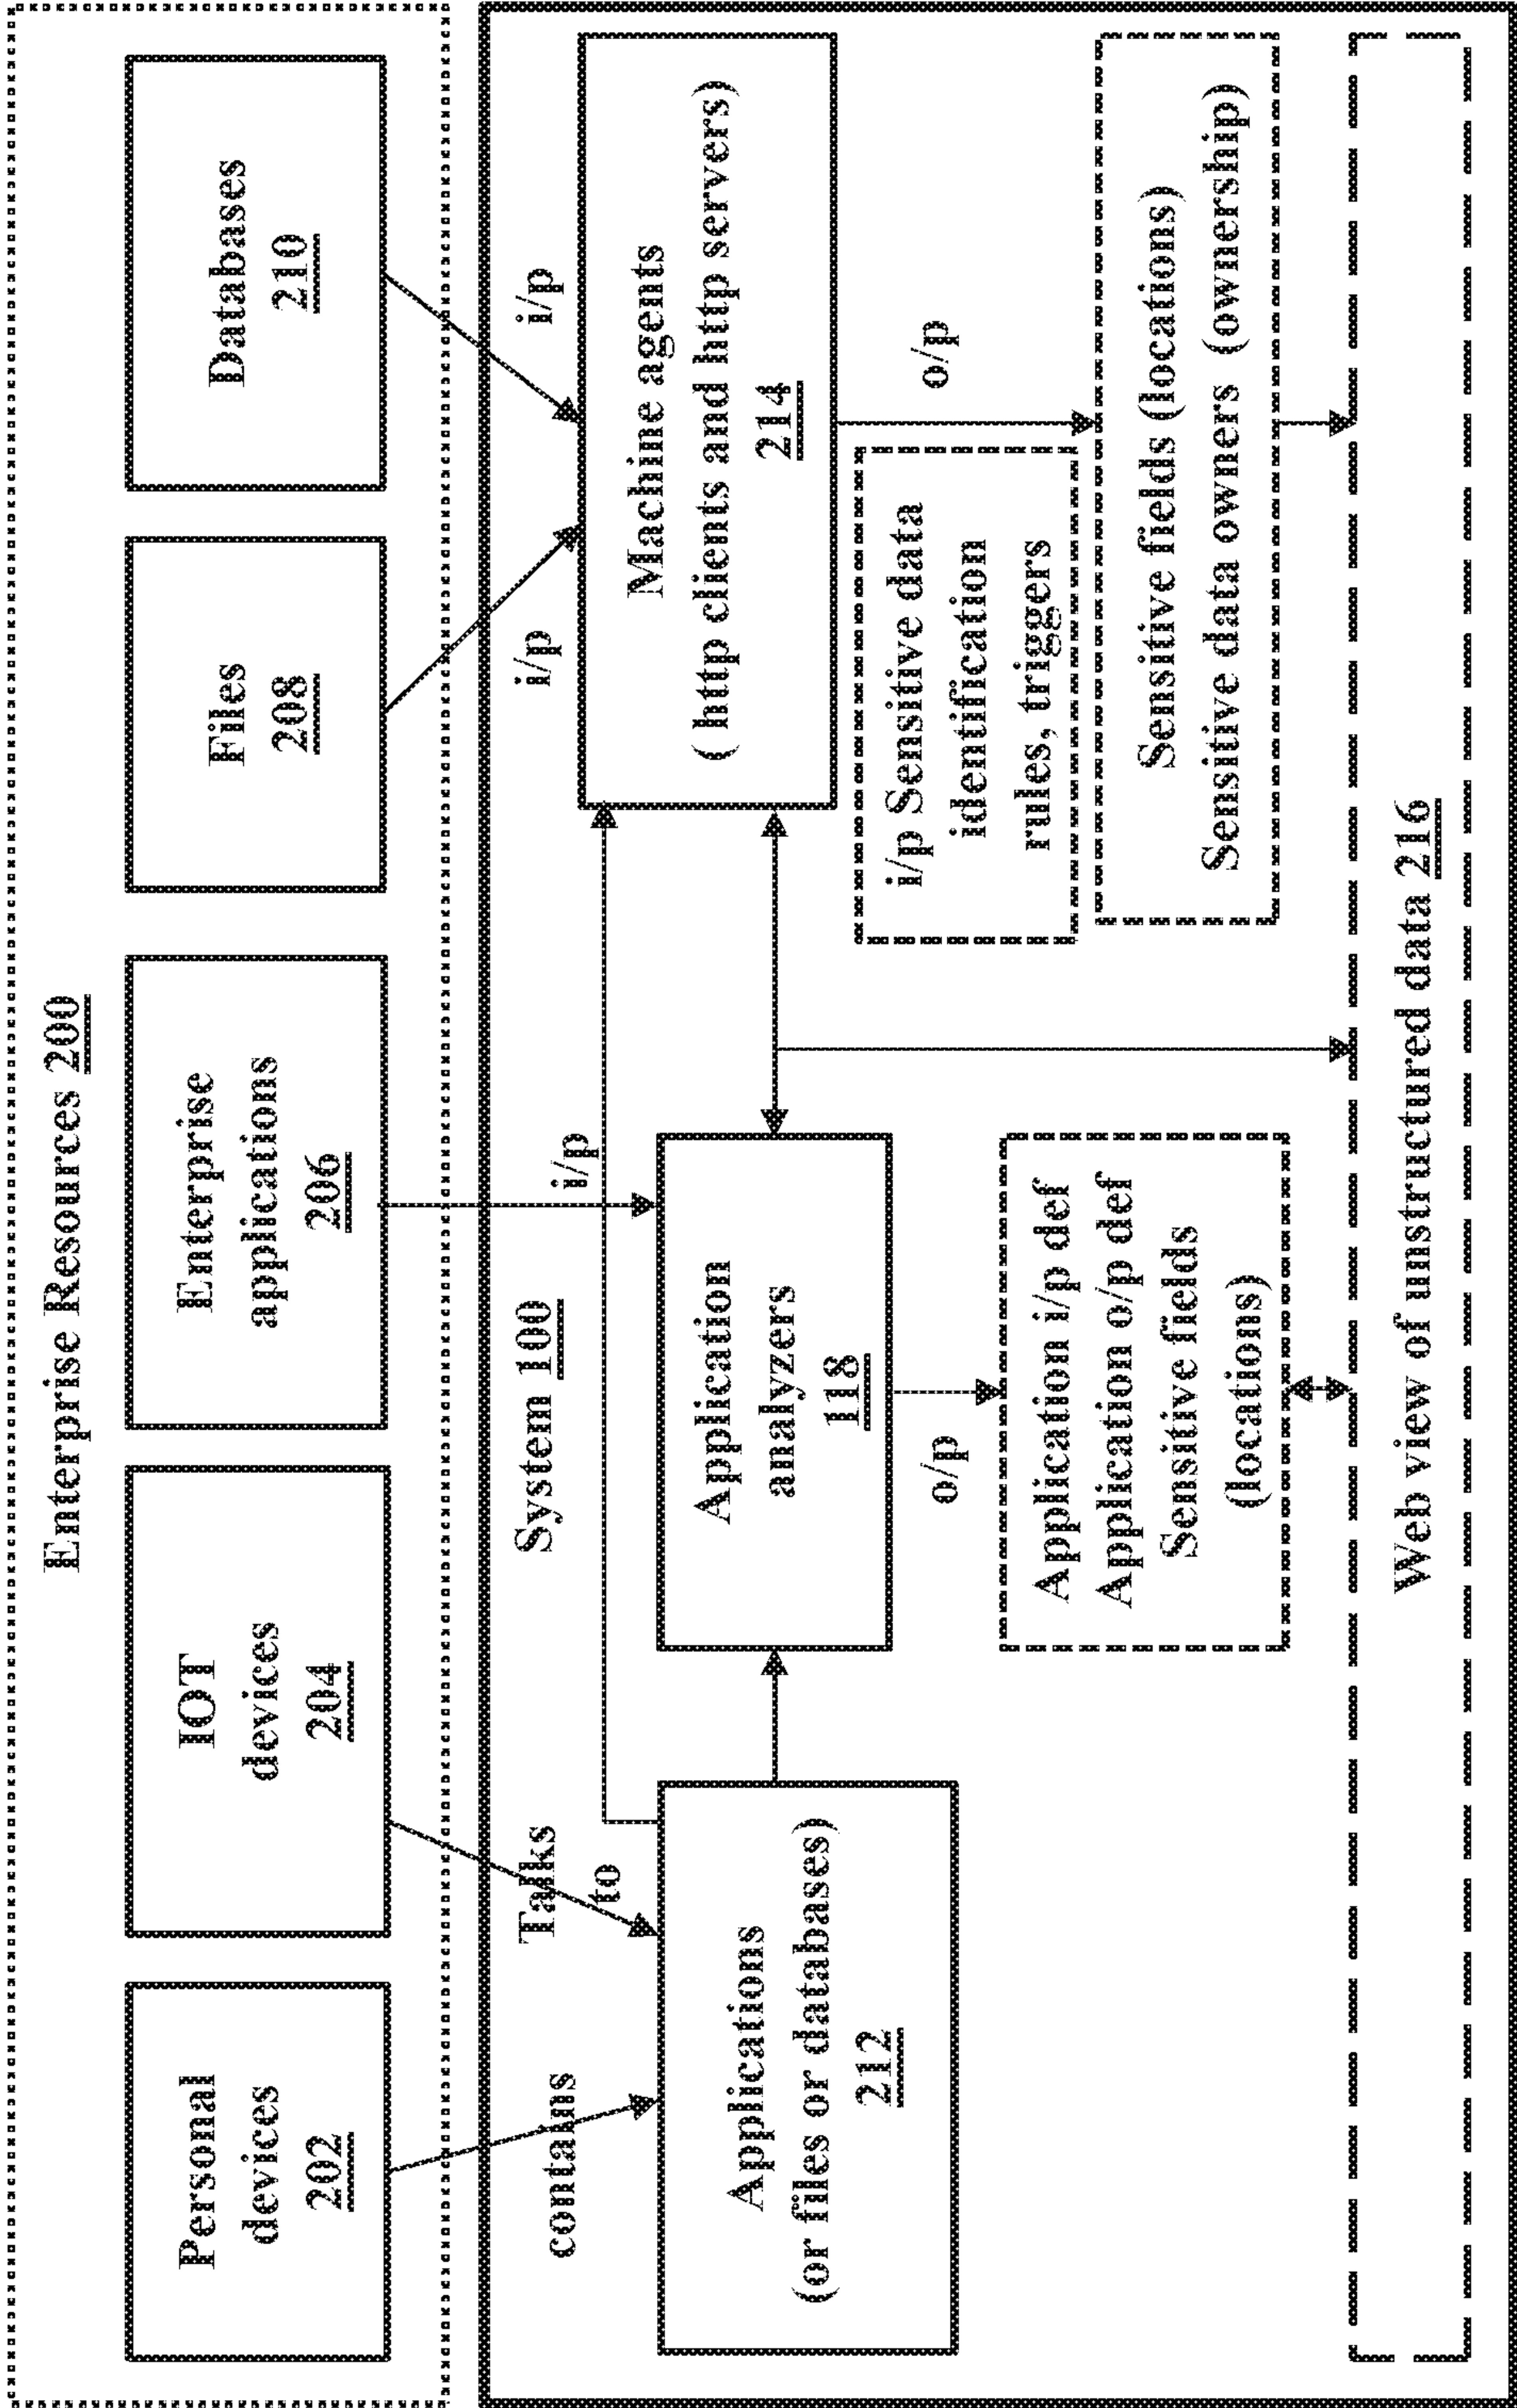 Enterprise Resources 200
Personal
devices
202
IOT
devices
204
Enterprise
applications
206
Files
208
Databases
210
contains
Talks
to
System 100
i/p
i/p
i/p
Applications
(or files or databases)
212
Application
analyzers
118
Machine agents
( http clients and http servers)
214
o/p
o/p
i/p Sensitive data
identification
rules, triggers
Application i/p def
Application o/p def
Sensitive fields
(locations)
Sensitive fields (locations)
Sensitive data owners (ownership)
Web view of unstructured data 216